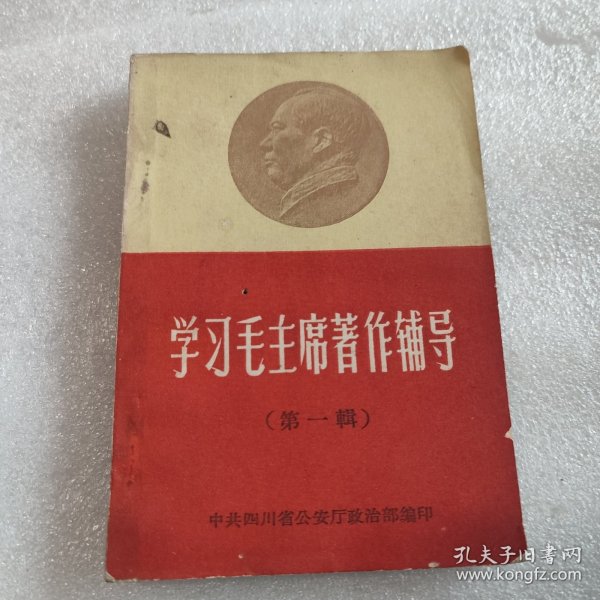 学习毛主席著作辅导
（第一輯）
中共四川省公安厅政治部编印
孔夫子旧书网
www.kongfz.com